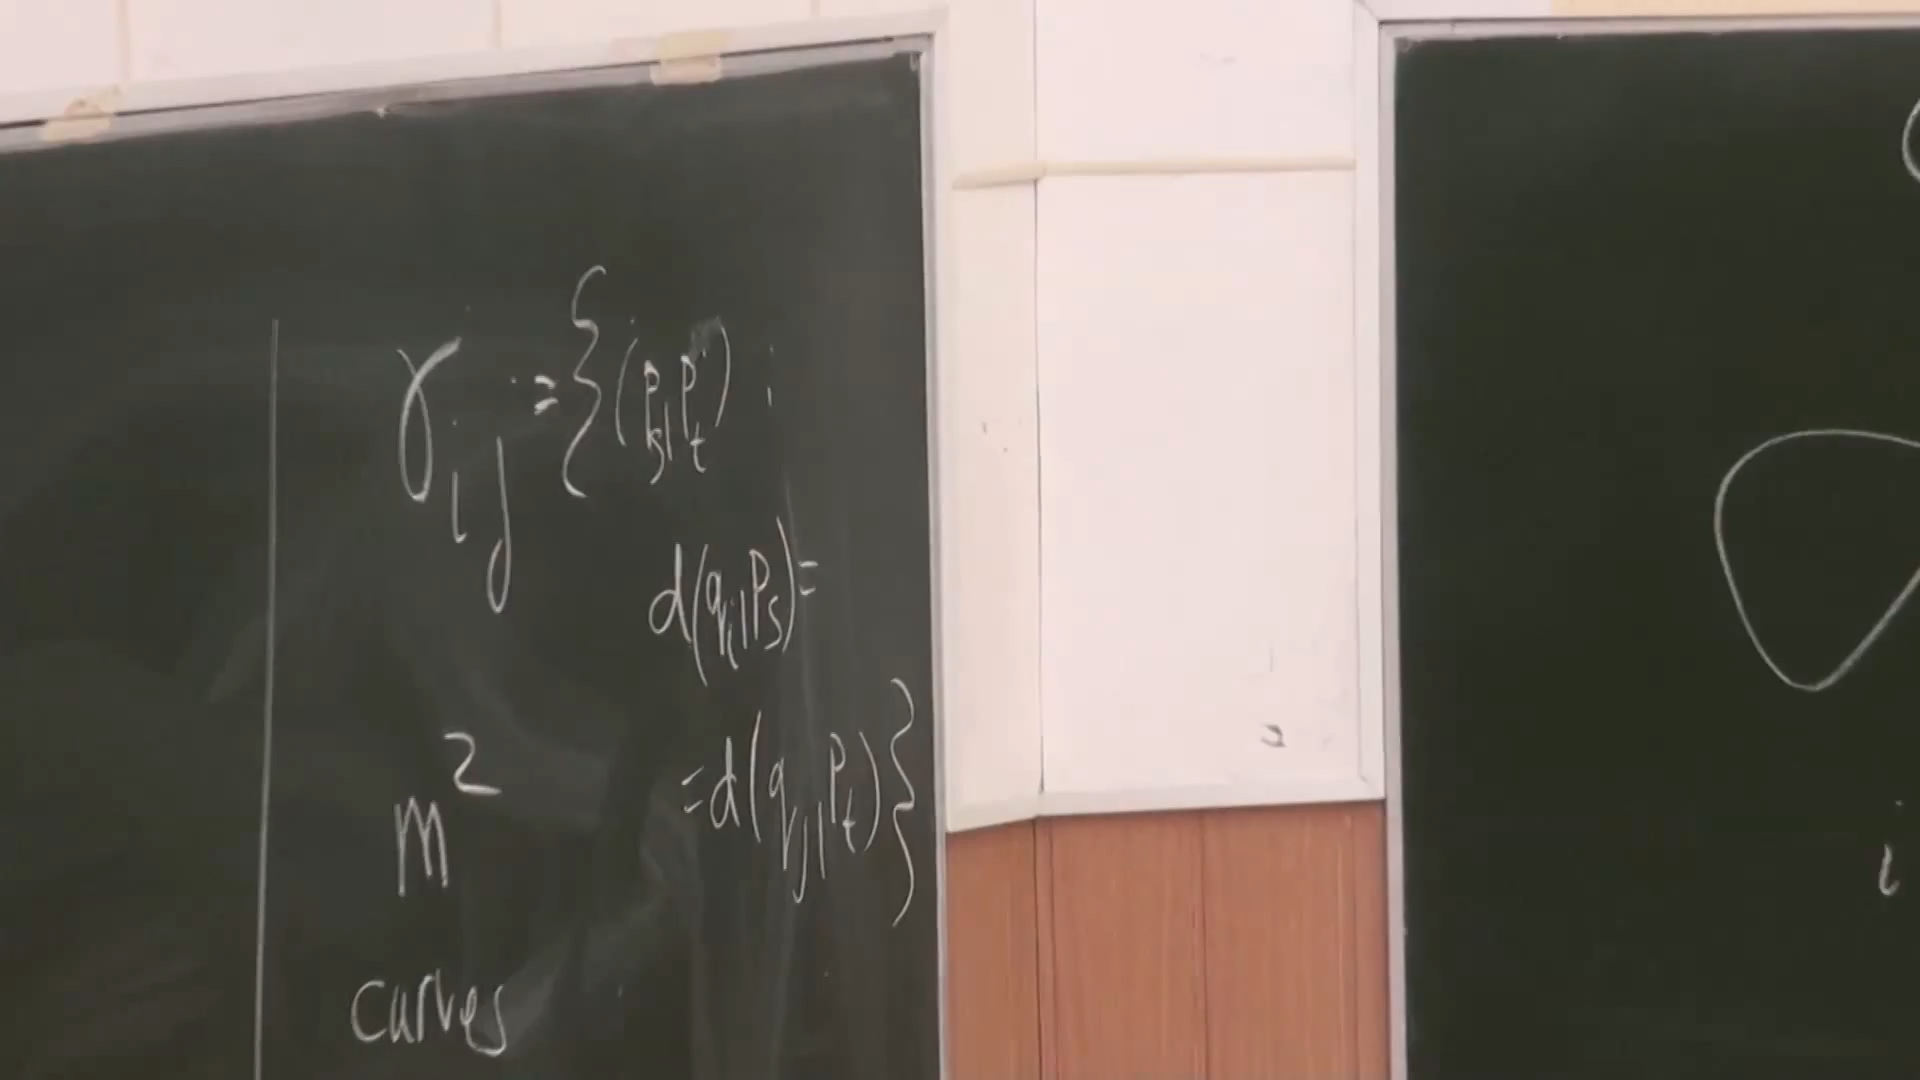 γ_ij = {(p_s, p_t) :
d(q_i, p_s) =
= d(q_j, p_t)}
m²
curves
i